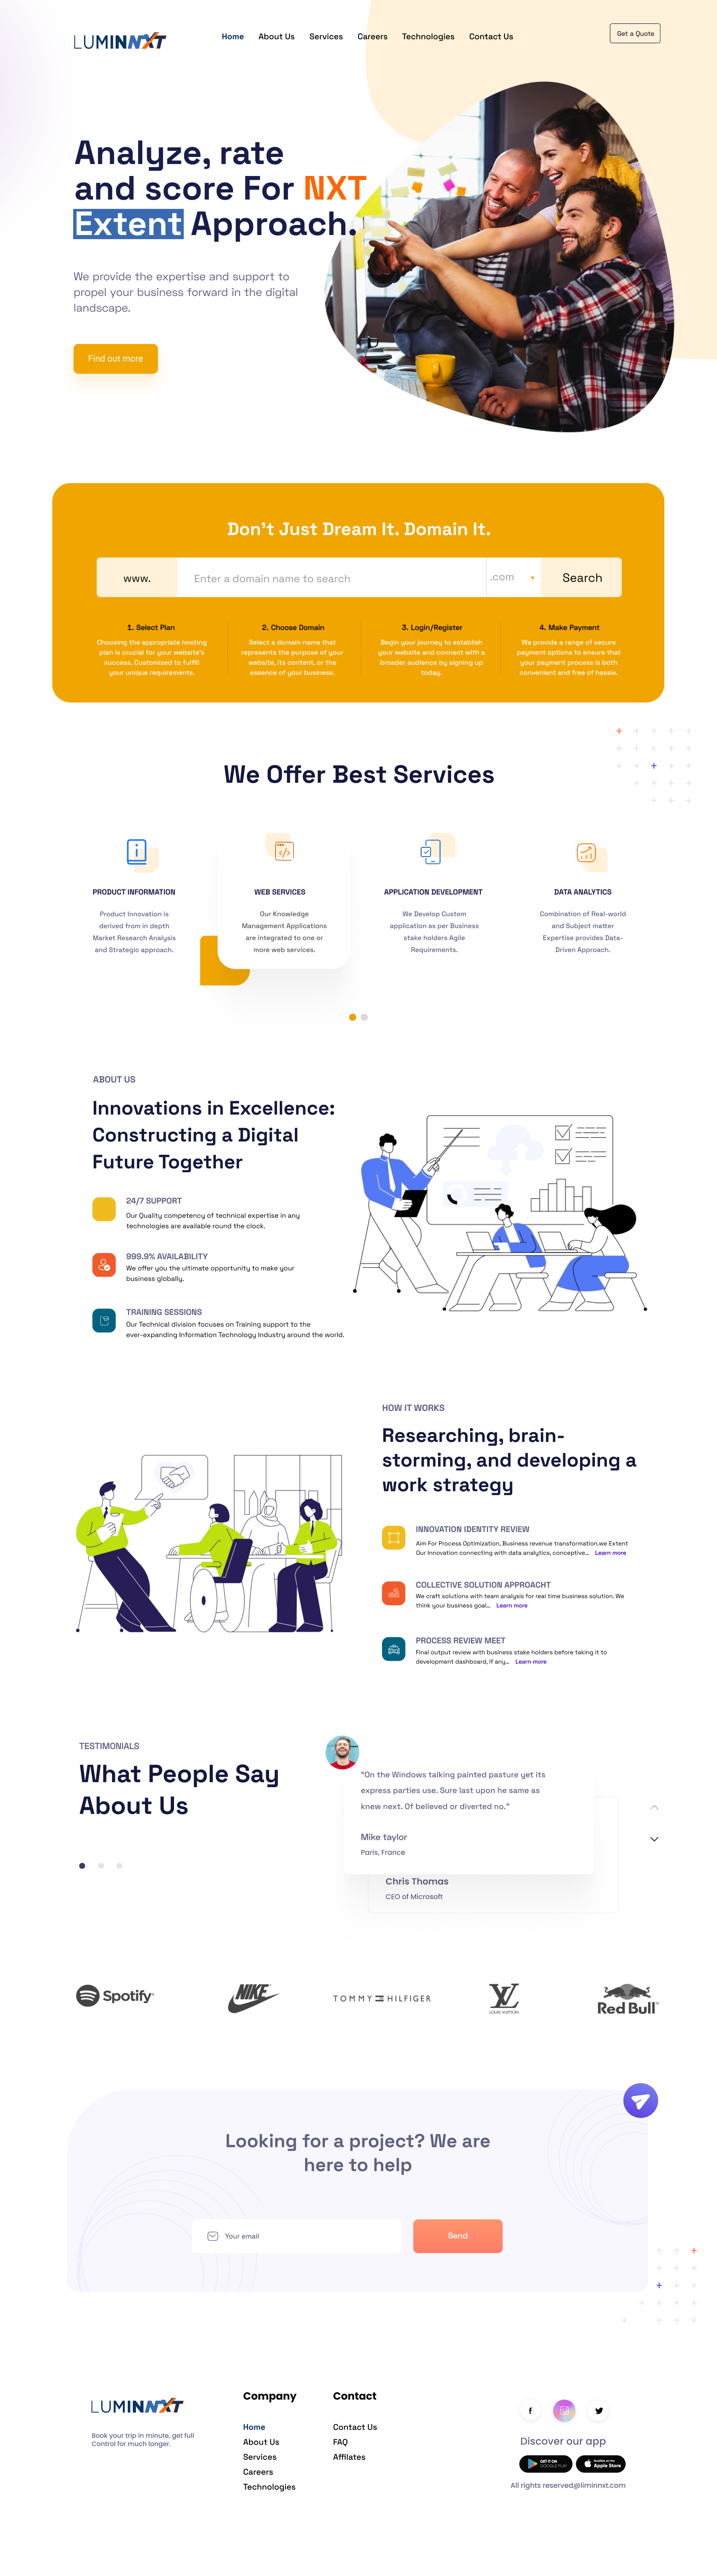 LUMINNXT
Home About Us Services Careers Technologies Contact Us
Get a Quote
Analyze, rate
and score For NXT
Extent Approach.
We provide the expertise and support to
propel your business forward in the digital
landscape.
Find out more
Don't Just Dream It. Domain It.
www. Enter a domain name to search .com Search
1. Select Plan
Choosing the appropriate hosting
plan is crucial for your website's
success. Customized to fullfill
your unique requirements.
2. Choose Domain
Select a domain name that
represents the purpose of your
website, its content, or the
essence of your business.
3. Login/Register
Begin your journey to establish
your website and connect with a
broader audience by signing up
today.
4. Make Payment
We provide a range of secure
payment options to ensure that
your payment process is both
convenient and free of hassle.
We Offer Best Services
PRODUCT INFORMATION
Product Innovation is
derived from in depth
Market Research Analysis
and Strategic approach.
WEB SERVICES
Our Knowledge
Management Applications
are integrated to one or
more web services.
APPLICATION DEVELOPMENT
We Develop Custom
application as per Business
stake holders Agile
Requirements.
DATA ANALYTICS
Combination of Real-world
and Subject matter
Expertise provides Data-
Driven Approach.
ABOUT US
Innovations in Excellence:
Constructing a Digital
Future Together
24/7 SUPPORT
Our Quality competency of technical expertise in any
technologies are available round the clock.
999.9% AVAILABILITY
We offer you the ultimate opportunity to make your
business globally.
TRAINING SESSIONS
Our Technical division focuses on Training support to the
ever-expanding Information Technology Industry around the world.
HOW IT WORKS
Researching, brain-
storming, and developing a
work strategy
INNOVATION IDENTITY REVIEW
Aim For Process Optimization, Business revenue transformation.we Extent
Our Innovation connecting with data analytics, conceptive... Learn more
COLLECTIVE SOLUTION APPROACHT
We craft solutions with team analysis for real time business solution. We
think your business goal... Learn more
PROCESS REVIEW MEET
Final output review with business stake holders before taking it to
development dashboard, if any... Learn more
TESTIMONIALS
What People Say
About Us
"On the Windows talking painted pasture yet its
express parties use. Sure last upon he same as
knew next. Of believed or diverted no."
Mike taylor
Paris, France
Chris Thomas
CEO of Microsoft
Spotify
NIKE
TOMMY HILFIGER
LV
LOUIS VUITTON
Red Bull
Looking for a project? We are
here to help
Your email
Send
LUMINNXT
Book your trip in minute, get full
Control for much longer.
Company
Home
About Us
Services
Careers
Technologies
Contact
Contact Us
FAQ
Affilates
Discover our app
GET IT ON
GOOGLE PLAY
Available on the
Apple Store
All rights reserved@liminnxt.com